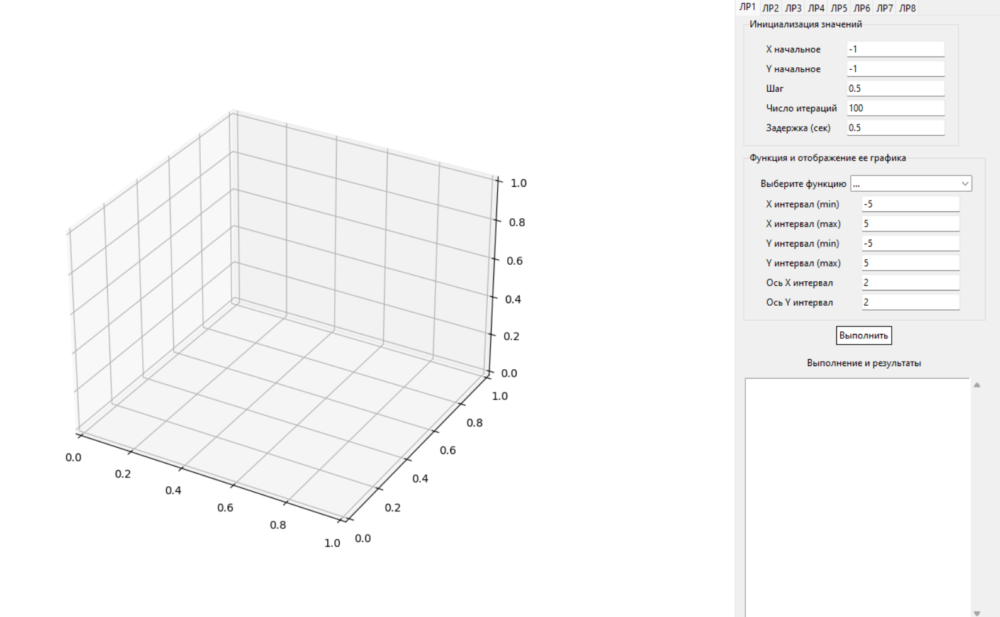 ЛР1 ЛР2 ЛР3 ЛР4 ЛР5 ЛР6 ЛР7 ЛР8
Инициализация значений
X начальное -1
Y начальное -1
Шаг 0.5
Число итераций 100
Задержка (сек) 0.5
Функция и отображение ее графика
Выберите функцию ...
X интервал (min) -5
X интервал (max) 5
Y интервал (min) -5
Y интервал (max) 5
Ось X интервал 2
Ось Y интервал 2
Выполнить
Выполнение и результаты
1.0
0.8
0.6
0.4
0.2
0.0
1.0
0.8
0.6
0.4
0.2
0.0
0.0
0.2
0.4
0.6
0.8
1.0